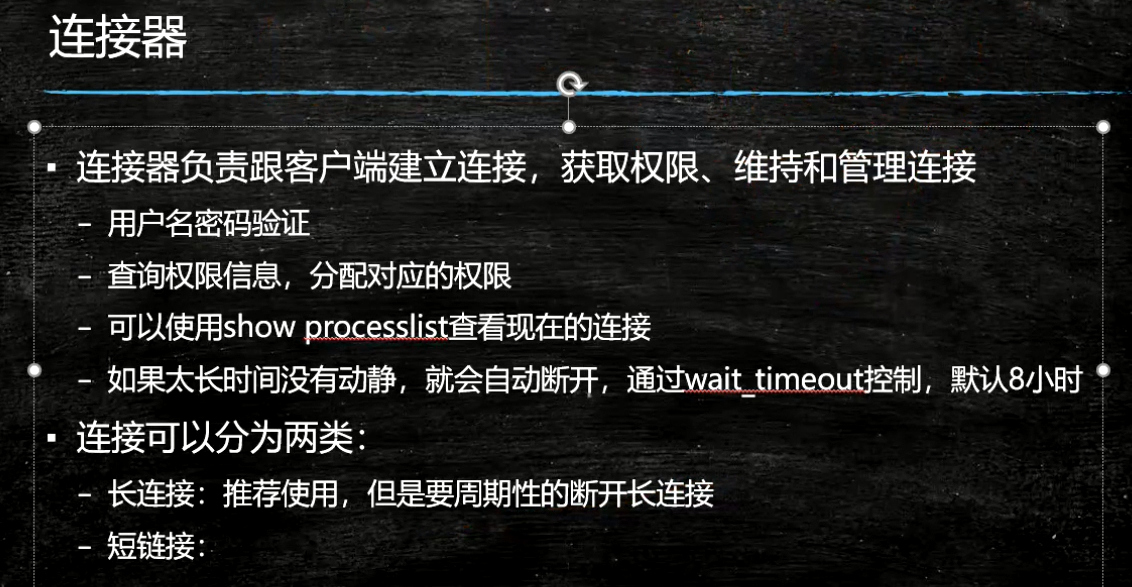 连接器
▪ 连接器负责跟客户端建立连接，获取权限、维持和管理连接
– 用户名密码验证
– 查询权限信息，分配对应的权限
– 可以使用show processlist查看现在的连接
– 如果太长时间没有动静，就会自动断开，通过wait_timeout控制，默认8小时
▪ 连接可以分为两类：
– 长连接：推荐使用，但是要周期性的断开长连接
– 短链接：